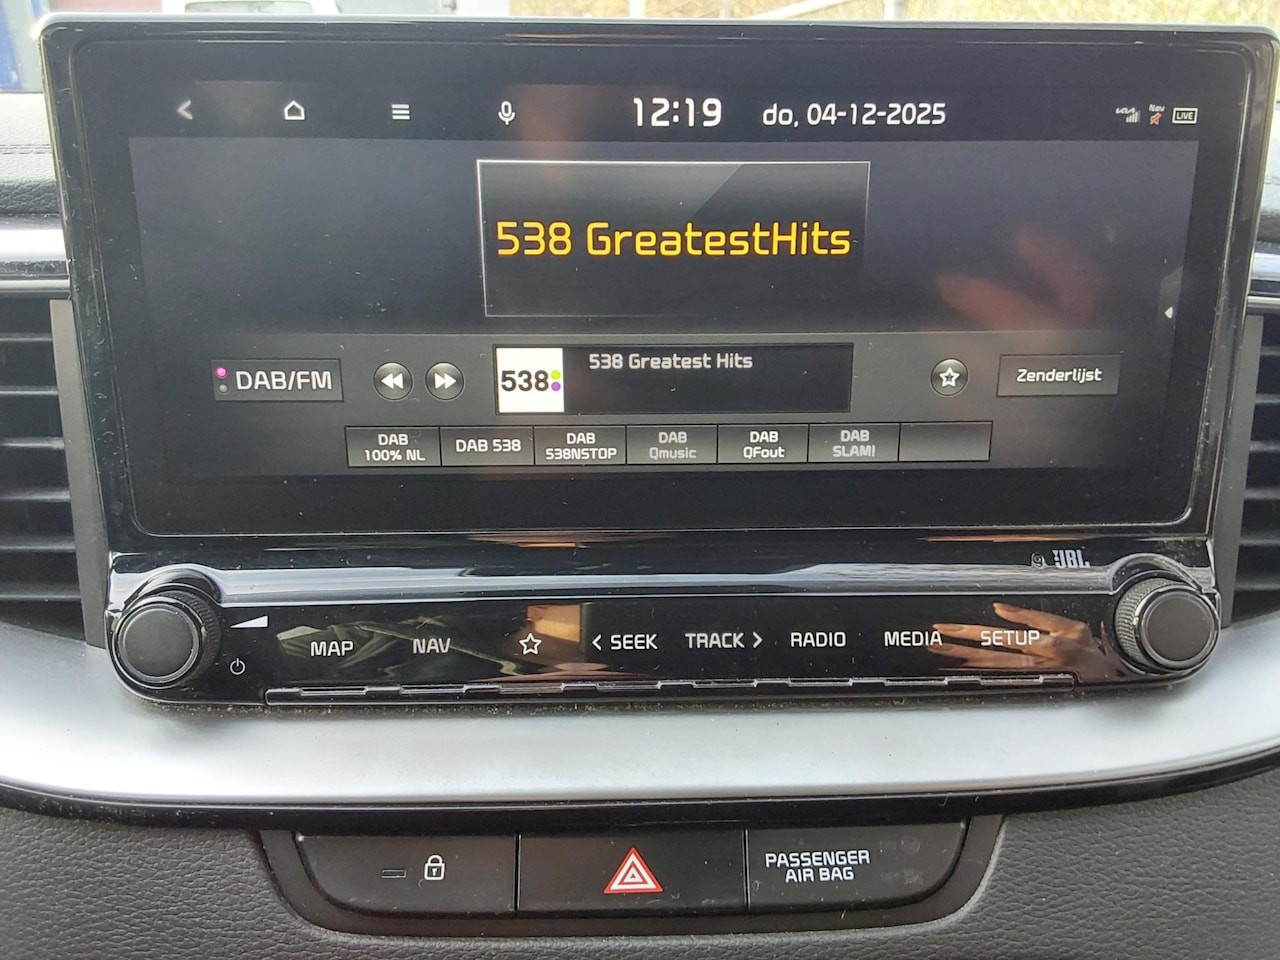 12:19 do, 04-12-2025
Nav LIVE
538 GreatestHits
DAB/FM
538
538 Greatest Hits
Zenderlijst
DAB
100% NL
DAB 538
DAB
538NSTOP
DAB
Qmusic
DAB
QFout
DAB
SLAM!
JBL
MAP NAV < SEEK TRACK > RADIO MEDIA SETUP
PASSENGER
AIR BAG